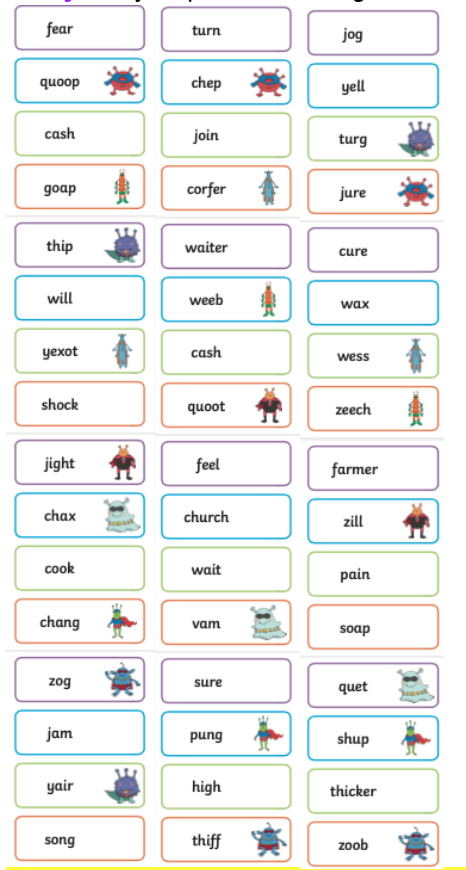 fear
turn
jog
quoop
chep
yell
cash
join
turg
goap
corfer
jure
thip
waiter
cure
will
weeb
wax
yexot
cash
wess
shock
quoot
zeech
jight
feel
farmer
chax
church
zill
cook
wait
pain
chang
vam
soap
zog
sure
quet
jam
pung
shup
yair
high
thicker
song
thiff
zoob